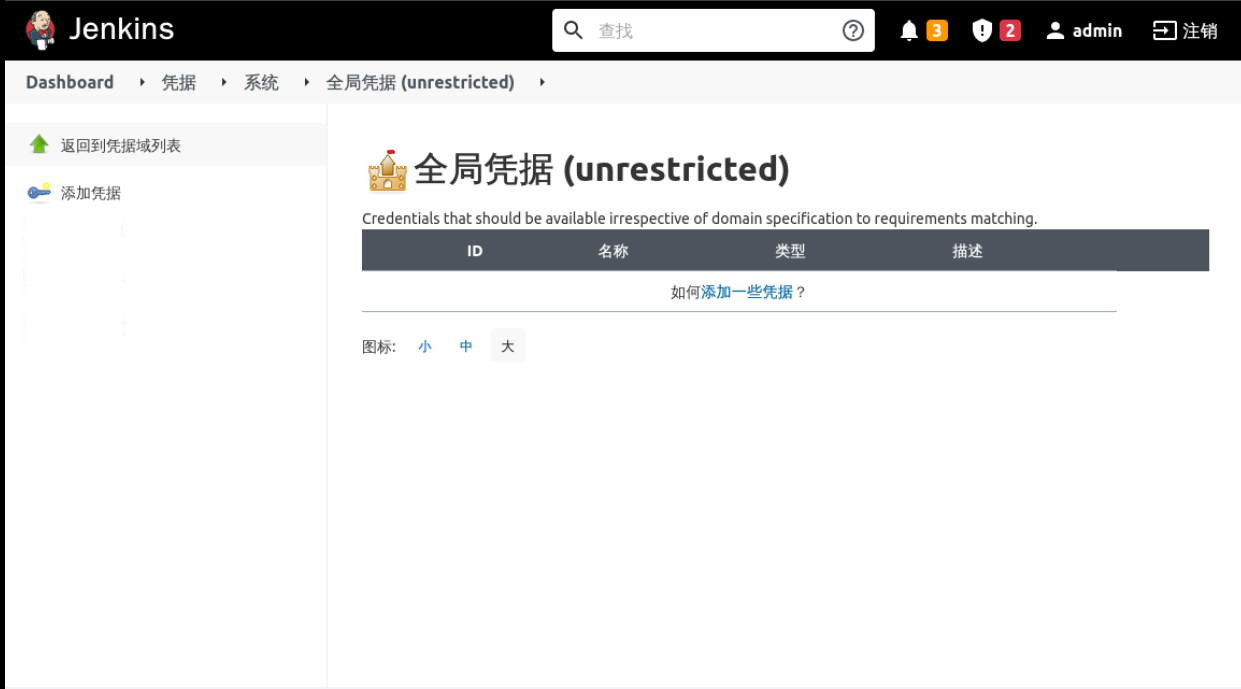 Jenkins 查找 3 2 admin 注销
Dashboard 凭据 系统 全局凭据 (unrestricted)
返回到凭据域列表
添加凭据
全局凭据 (unrestricted)
Credentials that should be available irrespective of domain specification to requirements matching.
ID 名称 类型 描述
如何添加一些凭据？
图标: 小 中 大